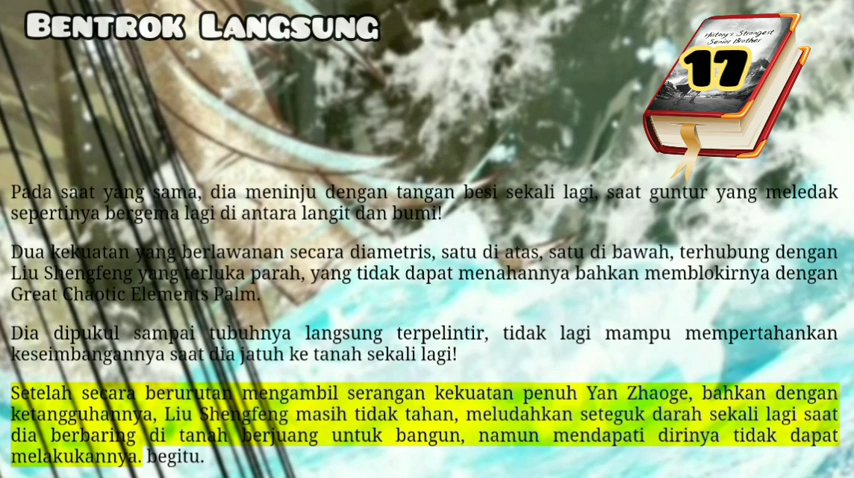 Bentrok Langsung
History's Strongest
Senior Brother
17
Pada saat yang sama, dia meninju dengan tangan besi sekali lagi, saat guntur yang meledak
sepertinya bergema lagi di antara langit dan bumi!
Dua kekuatan yang berlawanan secara diametris, satu di atas, satu di bawah, terhubung dengan
Liu Shengfeng yang terluka parah, yang tidak dapat menahannya bahkan memblokirnya dengan
Great Chaotic Elements Palm.
Dia dipukul sampai tubuhnya langsung terpelintir, tidak lagi mampu mempertahankan
keseimbangannya saat dia jatuh ke tanah sekali lagi!
Setelah secara berurutan mengambil serangan kekuatan penuh Yan Zhaoge, bahkan dengan
ketangguhannya, Liu Shengfeng masih tidak tahan, meludahkan seteguk darah sekali lagi saat
dia berbaring di tanah berjuang untuk bangun, namun mendapati dirinya tidak dapat
melakukannya. begitu.